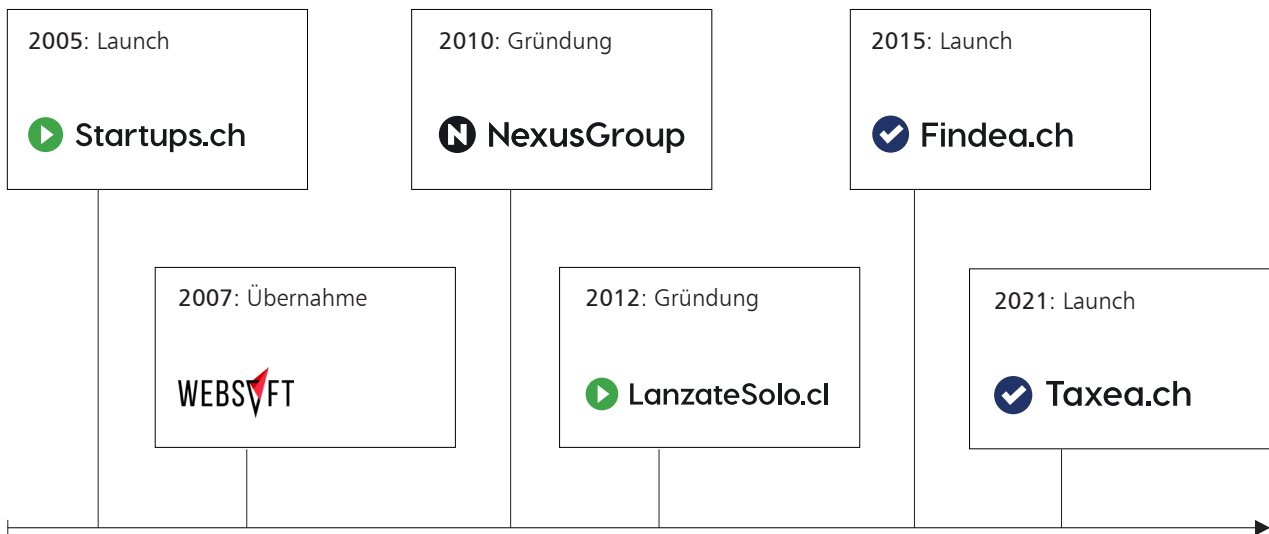 2005: Launch
Startups.ch
2007: Übernahme
WEBSOFT
2010: Gründung
NexusGroup
2012: Gründung
LanzateSolo.cl
2015: Launch
Findea.ch
2021: Launch
Taxea.ch